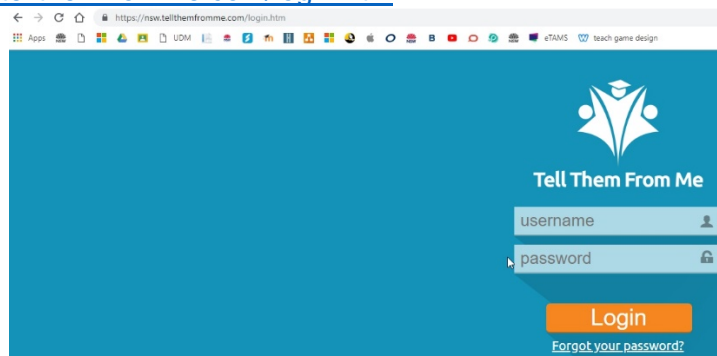 https://nsw.tellthemfromme.com/login.htm
Apps UDM eTAMS teach game design
Tell Them From Me
username
password
Login
Forgot your password?